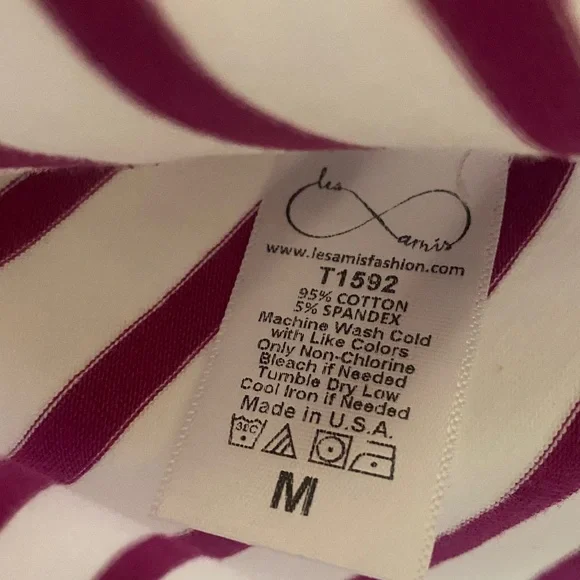 les
amis
www.lesamisfashion.com
T1592
95% COTTON
5% SPANDEX
Machine Wash Cold
with Like Colors
Only Non-Chlorine
Bleach if Needed
Tumble Dry Low
Cool Iron if Needed
Made in U.S.A.
30C
M